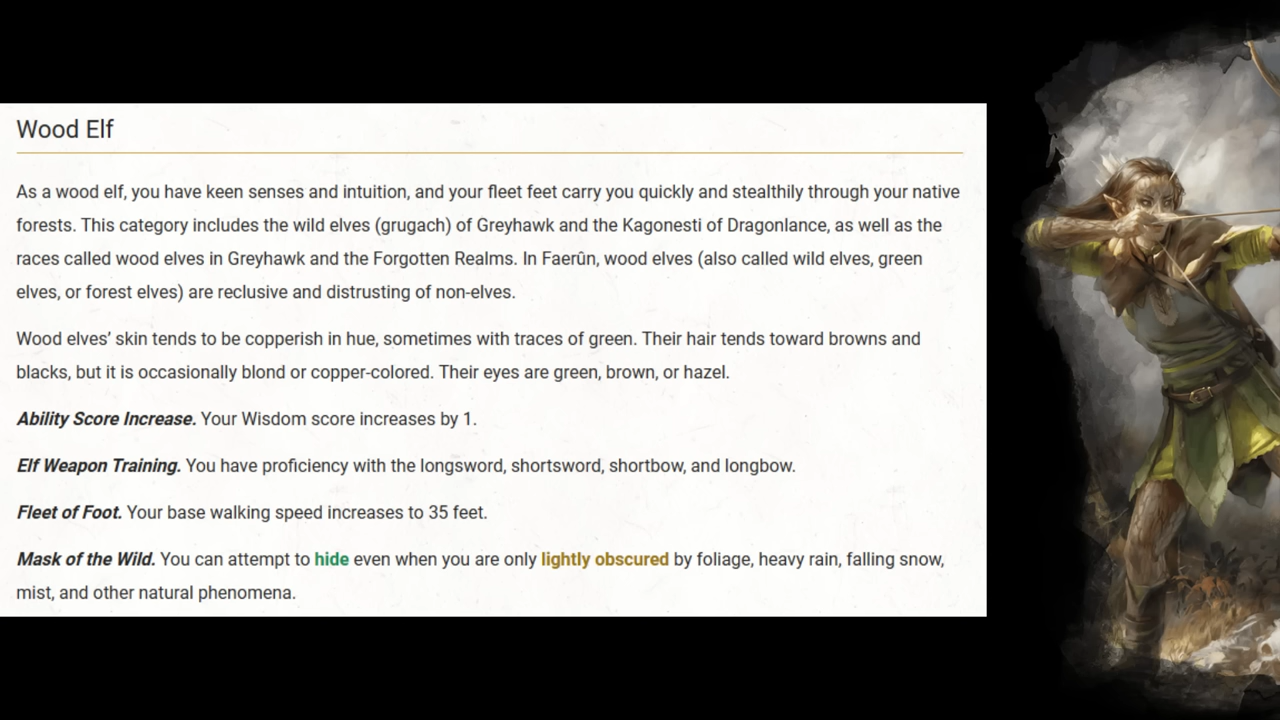 Wood Elf
As a wood elf, you have keen senses and intuition, and your fleet feet carry you quickly and stealthily through your native
forests. This category includes the wild elves (grugach) of Greyhawk and the Kagonesti of Dragonlance, as well as the
races called wood elves in Greyhawk and the Forgotten Realms. In Faerûn, wood elves (also called wild elves, green
elves, or forest elves) are reclusive and distrusting of non-elves.
Wood elves’ skin tends to be copperish in hue, sometimes with traces of green. Their hair tends toward browns and
blacks, but it is occasionally blond or copper-colored. Their eyes are green, brown, or hazel.
Ability Score Increase. Your Wisdom score increases by 1.
Elf Weapon Training. You have proficiency with the longsword, shortsword, shortbow, and longbow.
Fleet of Foot. Your base walking speed increases to 35 feet.
Mask of the Wild. You can attempt to hide even when you are only lightly obscured by foliage, heavy rain, falling snow,
mist, and other natural phenomena.